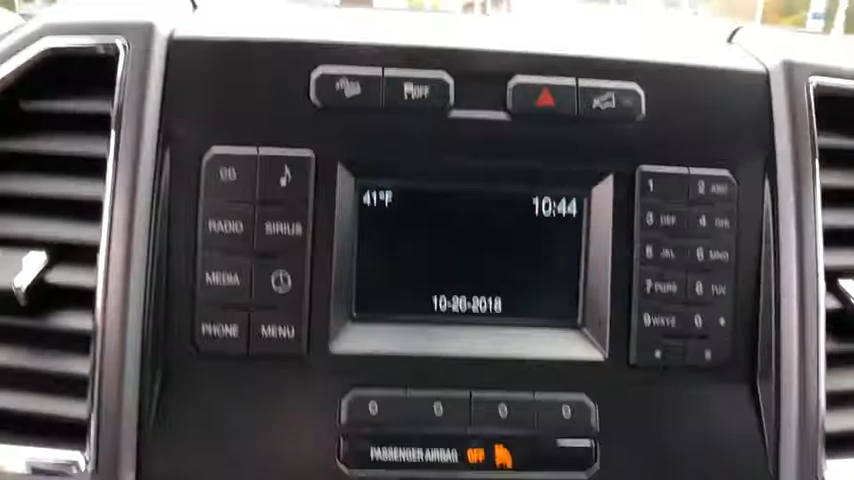 OFF
41°F
10:44
10-26-2018
RADIO
SIRIUS
MEDIA
PHONE
MENU
1
2 ABC
3 DEF
4
5 JKL
6 MNO
7 PQRS
8 TUV
9 WXYZ
0
PASSENGER AIRBAG OFF